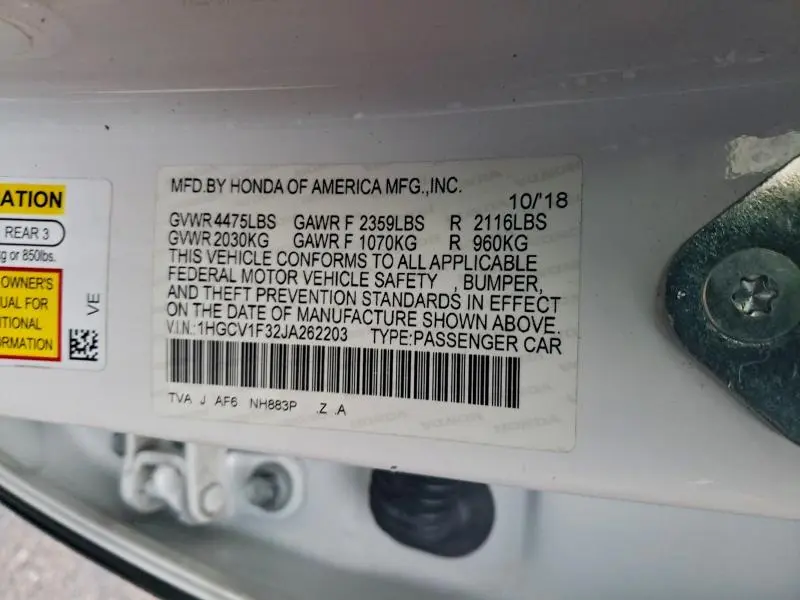 ATION
REAR 3
g or 850lbs.
OWNER'S
UAL FOR
ITIONAL
ORMATION
VE
MFD.BY HONDA OF AMERICA MFG.,INC.
10/'18
GVWR 4475LBS GAWR F 2359LBS R 2116LBS
GVWR 2030KG GAWR F 1070KG R 960KG
THIS VEHICLE CONFORMS TO ALL APPLICABLE
FEDERAL MOTOR VEHICLE SAFETY , BUMPER,
AND THEFT PREVENTION STANDARDS IN EFFECT
ON THE DATE OF MANUFACTURE SHOWN ABOVE.
V.I.N.:1HGCV1F32JA262203 TYPE:PASSENGER CAR
TVA J AF6 NH883P .Z .A